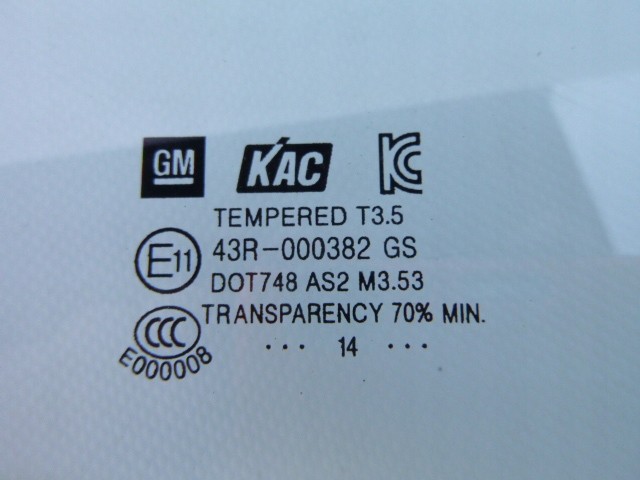 GM KAC KC
TEMPERED T3.5
E11 43R-000382 GS
DOT748 AS2 M3.53
CCC TRANSPARENCY 70% MIN.
E000008
··· 14 ···